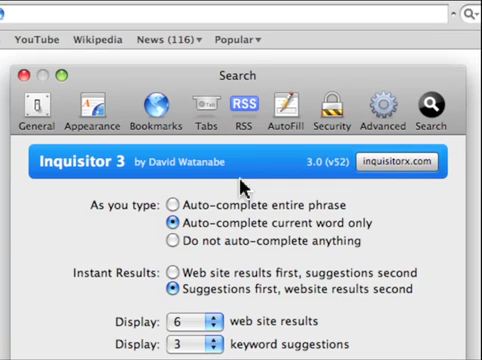 YouTube Wikipedia News (116)▾ Popular▾
Search
General Appearance Bookmarks Tabs RSS AutoFill Security Advanced Search
Inquisitor 3 by David Watanabe 3.0 (v52) inquisitorx.com
As you type: Auto-complete entire phrase
Auto-complete current word only
Do not auto-complete anything
Instant Results: Web site results first, suggestions second
Suggestions first, website results second
Display: 6 web site results
Display: 3 keyword suggestions